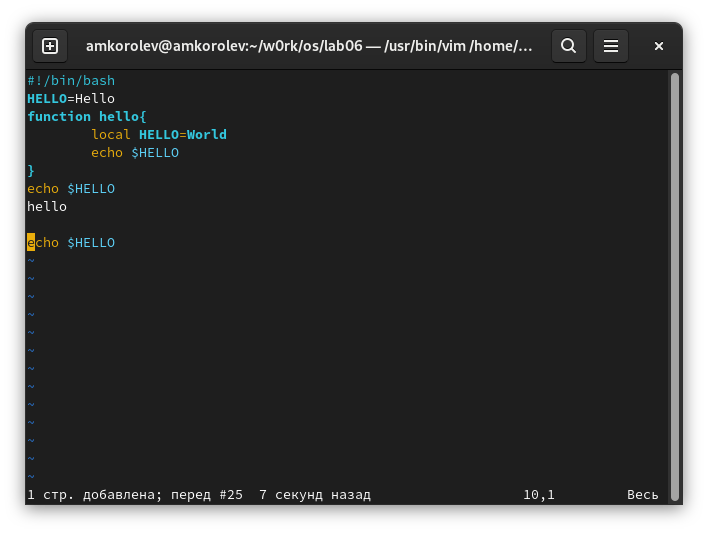 amkorolev@amkorolev:~/w0rk/os/lab06 — /usr/bin/vim /home/...
#!/bin/bash
HELLO=Hello
function hello{
        local HELLO=World
        echo $HELLO
}
echo $HELLO
hello

echo $HELLO
~
~
~
~
~
~
~
~
~
~
~
~
~
1 стр. добавлена; перед #25  7 секунд назад 10,1 Весь